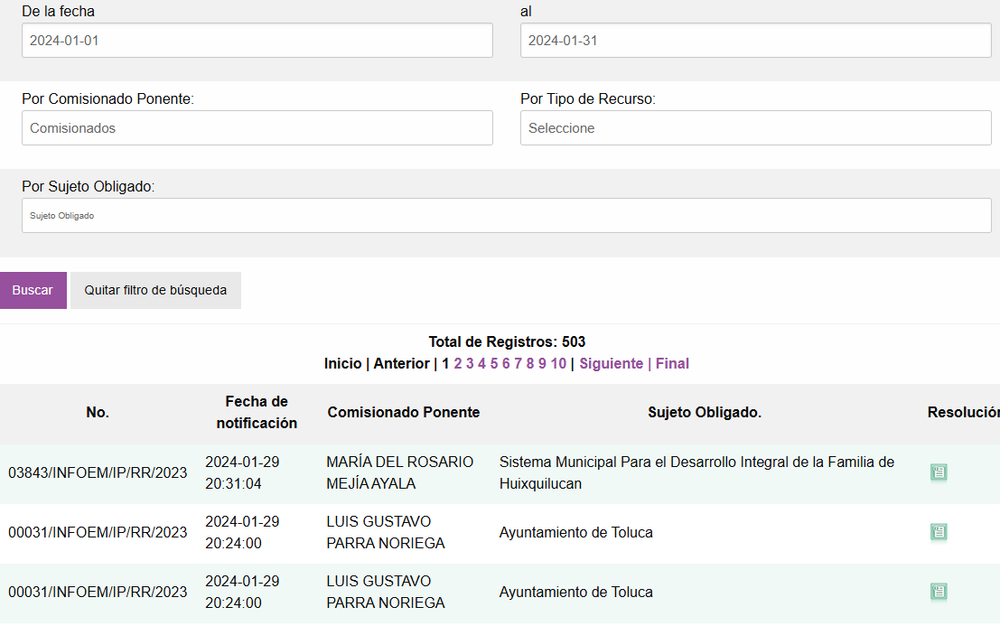 De la fecha al
2024-01-01 2024-01-31
Por Comisionado Ponente: Por Tipo de Recurso:
Comisionados Seleccione
Por Sujeto Obligado:
Sujeto Obligado
Buscar Quitar filtro de búsqueda
Total de Registros: 503
Inicio | Anterior | 1 2 3 4 5 6 7 8 9 10 | Siguiente | Final
No. Fecha de notificación Comisionado Ponente Sujeto Obligado. Resolución
03843/INFOEM/IP/RR/2023 2024-01-29 20:31:04 MARÍA DEL ROSARIO MEJÍA AYALA Sistema Municipal Para el Desarrollo Integral de la Familia de Huixquilucan
00031/INFOEM/IP/RR/2023 2024-01-29 20:24:00 LUIS GUSTAVO PARRA NORIEGA Ayuntamiento de Toluca
00031/INFOEM/IP/RR/2023 2024-01-29 20:24:00 LUIS GUSTAVO PARRA NORIEGA Ayuntamiento de Toluca